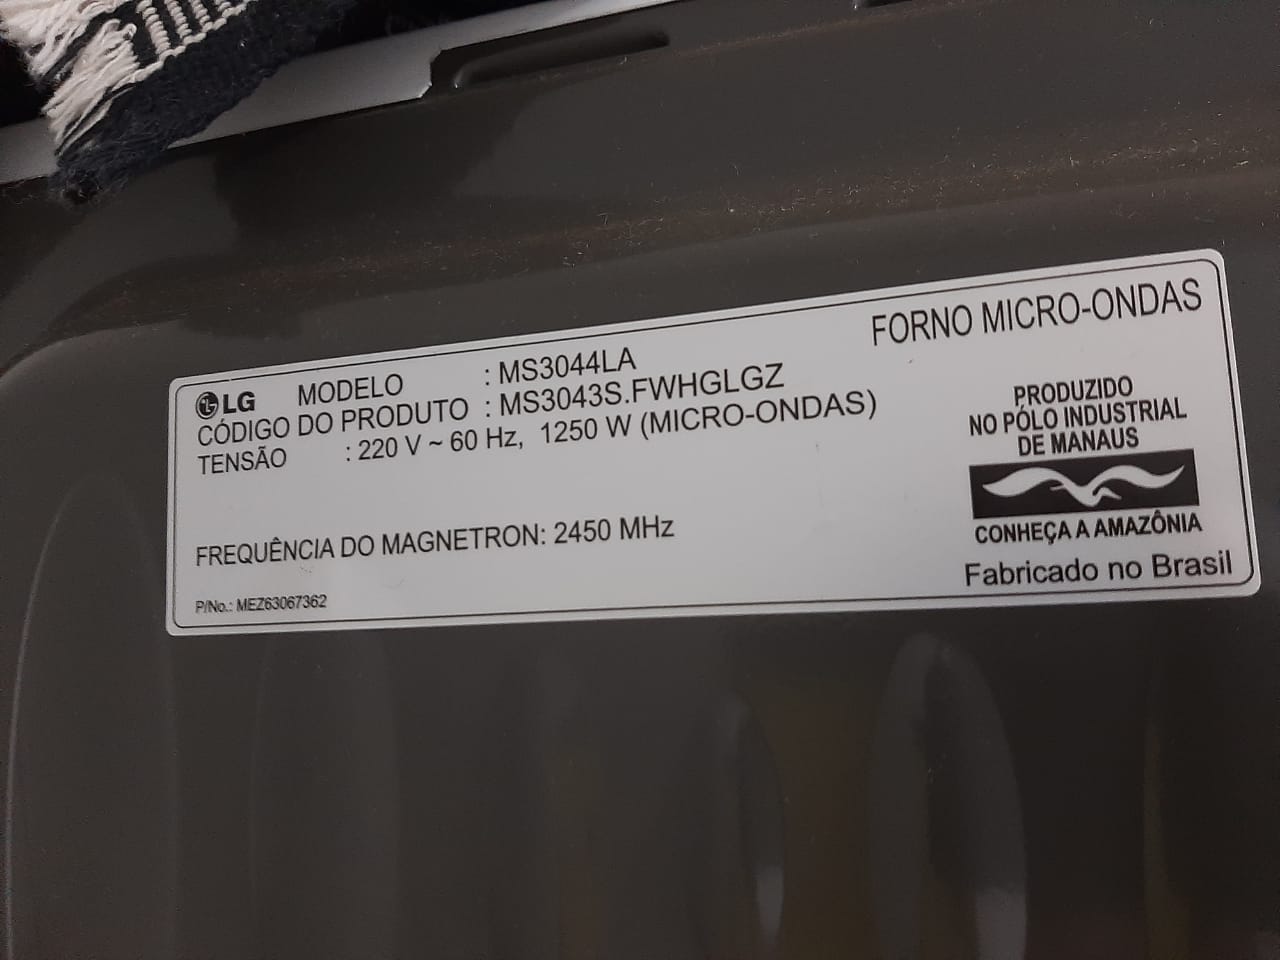 LG MODELO : MS3044LA
CÓDIGO DO PRODUTO : MS3043S.FWHGLGZ
TENSÃO : 220 V ~ 60 Hz, 1250 W (MICRO-ONDAS)
FREQUÊNCIA DO MAGNETRON: 2450 MHz
P/No.: MEZ63067362
FORNO MICRO-ONDAS
PRODUZIDO
NO PÓLO INDUSTRIAL
DE MANAUS
CONHEÇA A AMAZÔNIA
Fabricado no Brasil